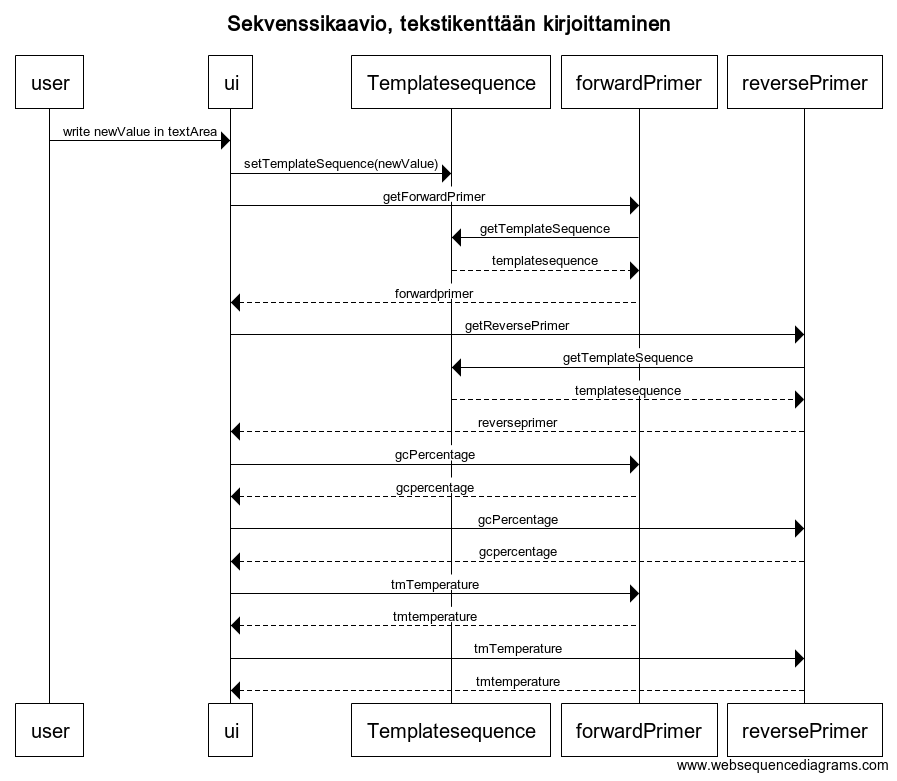 Sekvenssikaavio, tekstikenttään kirjoittaminen
user ui Templatesequence forwardPrimer reversePrimer
write newValue in textArea
setTemplateSequence(newValue)
getForwardPrimer
getTemplateSequence
templatesequence
forwardprimer
getReversePrimer
getTemplateSequence
templatesequence
reverseprimer
gcPercentage
gcpercentage
gcPercentage
gcpercentage
tmTemperature
tmtemperature
tmTemperature
tmtemperature
user ui Templatesequence forwardPrimer reversePrimer
www.websequencediagrams.com